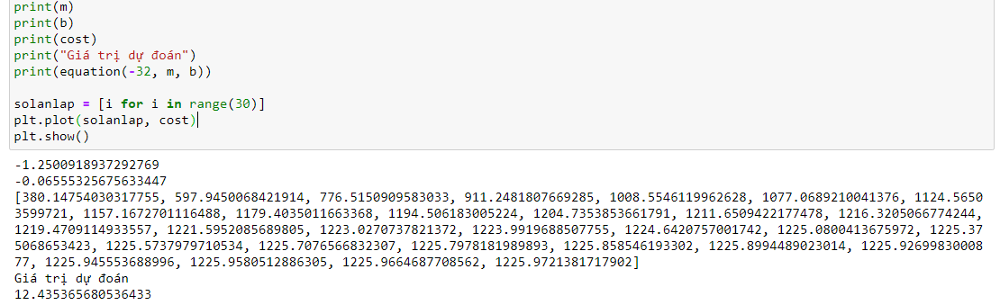 print(m)
print(b)
print(cost)
print("Giá trị dự đoán")
print(equation(-32, m, b))
solanlap = [i for i in range(30)]
plt.plot(solanlap, cost)
plt.show()
-1.2500918937292769
-0.06555325675633447
[380.14754030317755, 597.9450068421914, 776.5150909583033, 911.2481807669285, 1008.5546119962628, 1077.0689210041376, 1124.5650
3599721, 1157.1672701116488, 1179.4035011663368, 1194.506183005224, 1204.7353853661791, 1211.6509422177478, 1216.3205066774244,
1219.4709114933557, 1221.5952085689805, 1223.0270737821372, 1223.9919688507755, 1224.6420757001742, 1225.0800413675972, 1225.37
5068653423, 1225.5737979710534, 1225.7076566832307, 1225.7978181989893, 1225.858546193302, 1225.8994489023014, 1225.92699830008
77, 1225.945553688996, 1225.9580512886305, 1225.9664687708562, 1225.9721381717902]
Giá trị dự đoán
12.435365680536433